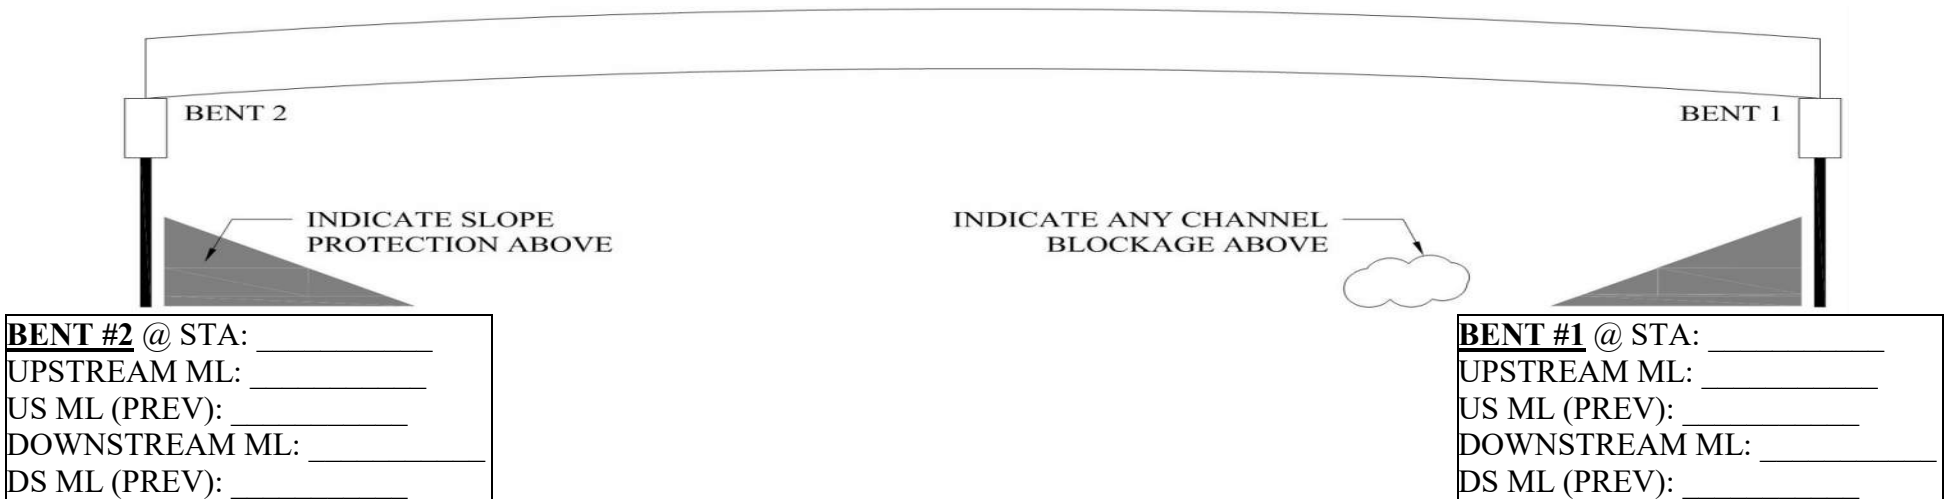 BENT 2
BENT 1
INDICATE SLOPE
PROTECTION ABOVE
INDICATE ANY CHANNEL
BLOCKAGE ABOVE
BENT #2 @ STA: ___________
UPSTREAM ML: ___________
US ML (PREV): ___________
DOWNSTREAM ML: ___________
DS ML (PREV): ___________
BENT #1 @ STA: ___________
UPSTREAM ML: ___________
US ML (PREV): ___________
DOWNSTREAM ML: ___________
DS ML (PREV): ___________